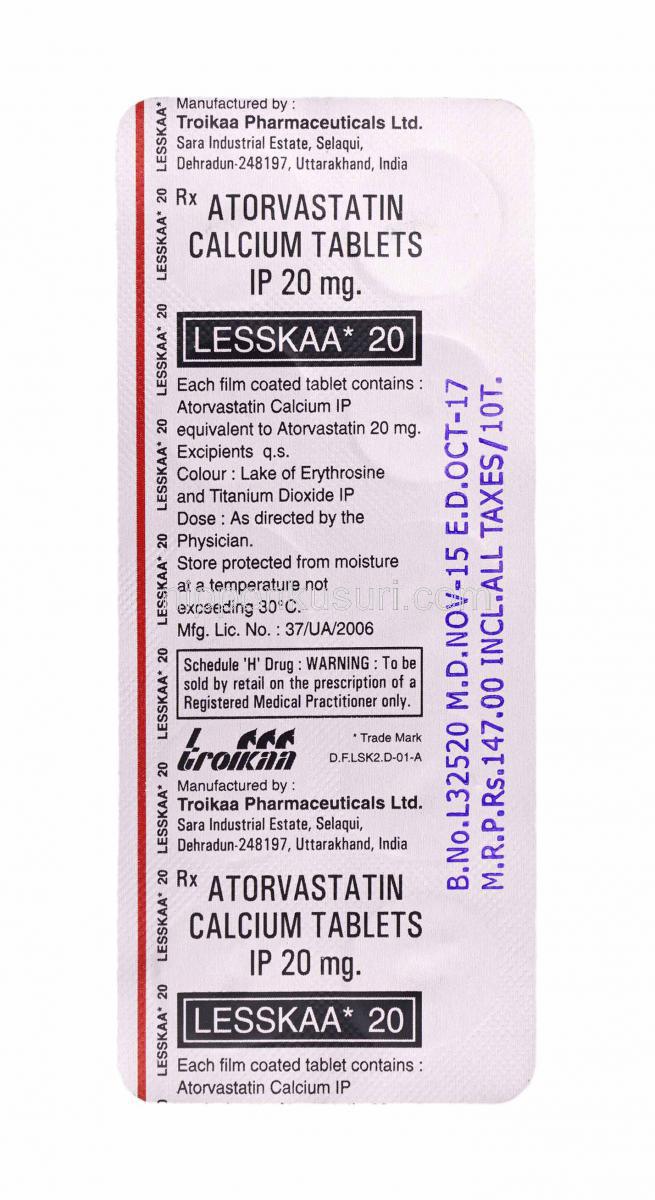 Manufactured by :
Troikaa Pharmaceuticals Ltd.
Sara Industrial Estate, Selaqui,
Dehradun-248197, Uttarakhand, India
Rx ATORVASTATIN
CALCIUM TABLETS
IP 20 mg.
LESSKAA* 20
Each film coated tablet contains :
Atorvastatin Calcium IP
equivalent to Atorvastatin 20 mg.
Excipients q.s.
Colour : Lake of Erythrosine
and Titanium Dioxide IP
Dose : As directed by the
Physician.
Store protected from moisture
at a temperature not
exceeding 30°C.
Mfg. Lic. No. : 37/UA/2006
Schedule 'H' Drug : WARNING : To be
sold by retail on the prescription of a
Registered Medical Practitioner only.
troikaa
* Trade Mark
D.F.LSK2.D-01-A
Manufactured by :
Troikaa Pharmaceuticals Ltd.
Sara Industrial Estate, Selaqui,
Dehradun-248197, Uttarakhand, India
Rx ATORVASTATIN
CALCIUM TABLETS
IP 20 mg.
LESSKAA* 20
Each film coated tablet contains :
Atorvastatin Calcium IP
LESSKAA* 20 LESSKAA* 20 LESSKAA* 20 LESSKAA* 20 LESSKAA* 20 LESSKAA* 20 LESSKAA* 20 LESSKAA*
B.No.L32520 M.D.NOV-15 E.D.OCT-17
M.R.P.Rs.147.00 INCL.ALL TAXES/10T.